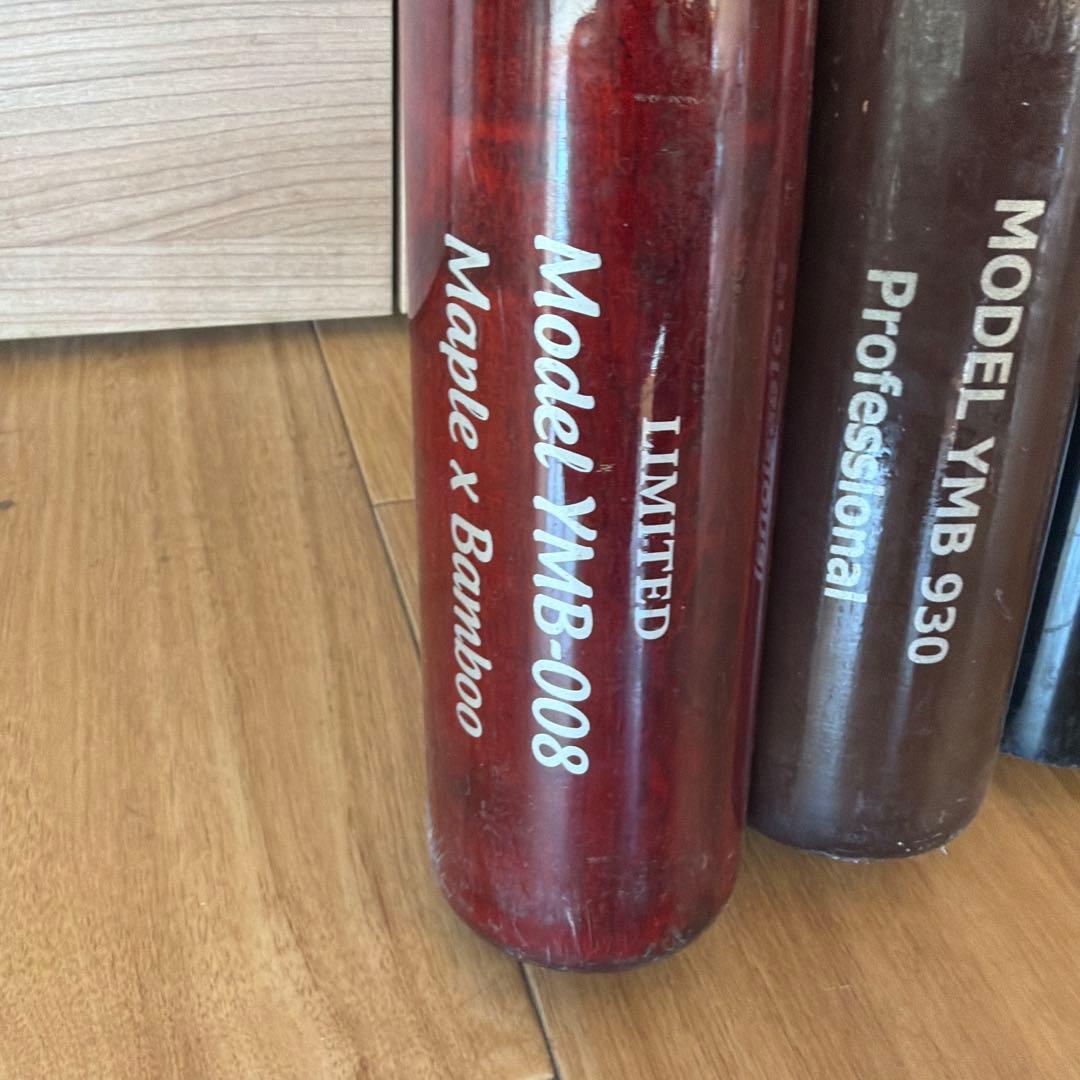 LIMITED
Model YMB-008
Maple x Bamboo
MODEL YMB 930
Professional